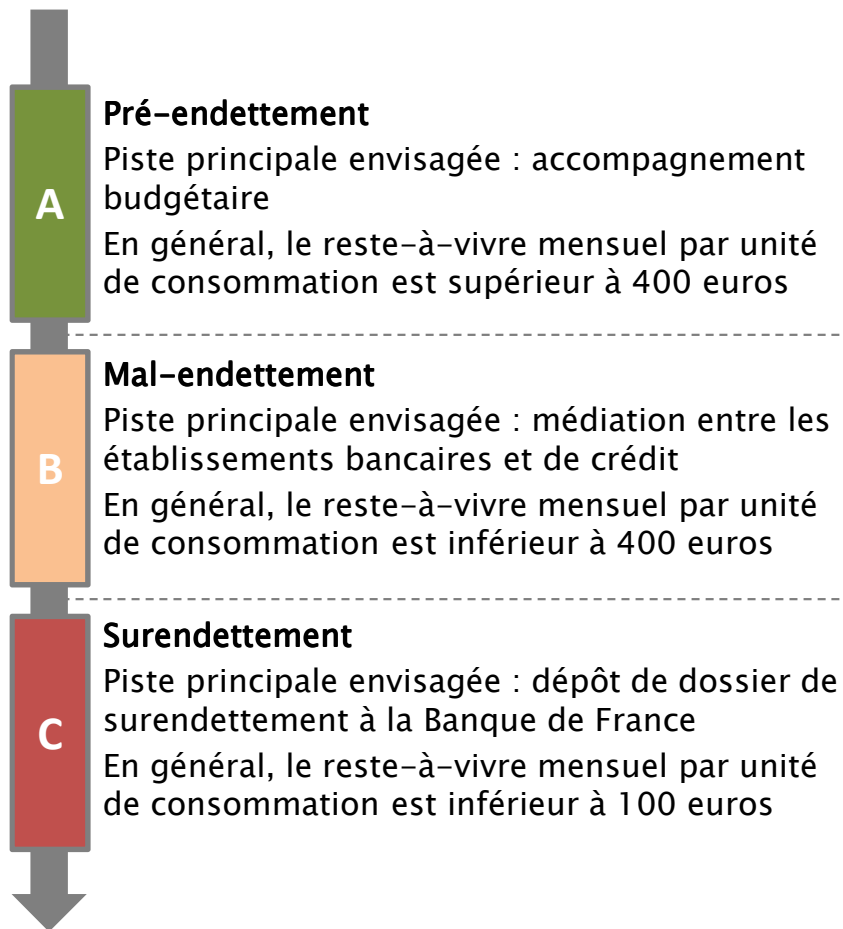 A
Pré-endettement
Piste principale envisagée : accompagnement
budgétaire
En général, le reste-à-vivre mensuel par unité
de consommation est supérieur à 400 euros
B
Mal-endettement
Piste principale envisagée : médiation entre les
établissements bancaires et de crédit
En général, le reste-à-vivre mensuel par unité
de consommation est inférieur à 400 euros
C
Surendettement
Piste principale envisagée : dépôt de dossier de
surendettement à la Banque de France
En général, le reste-à-vivre mensuel par unité
de consommation est inférieur à 100 euros